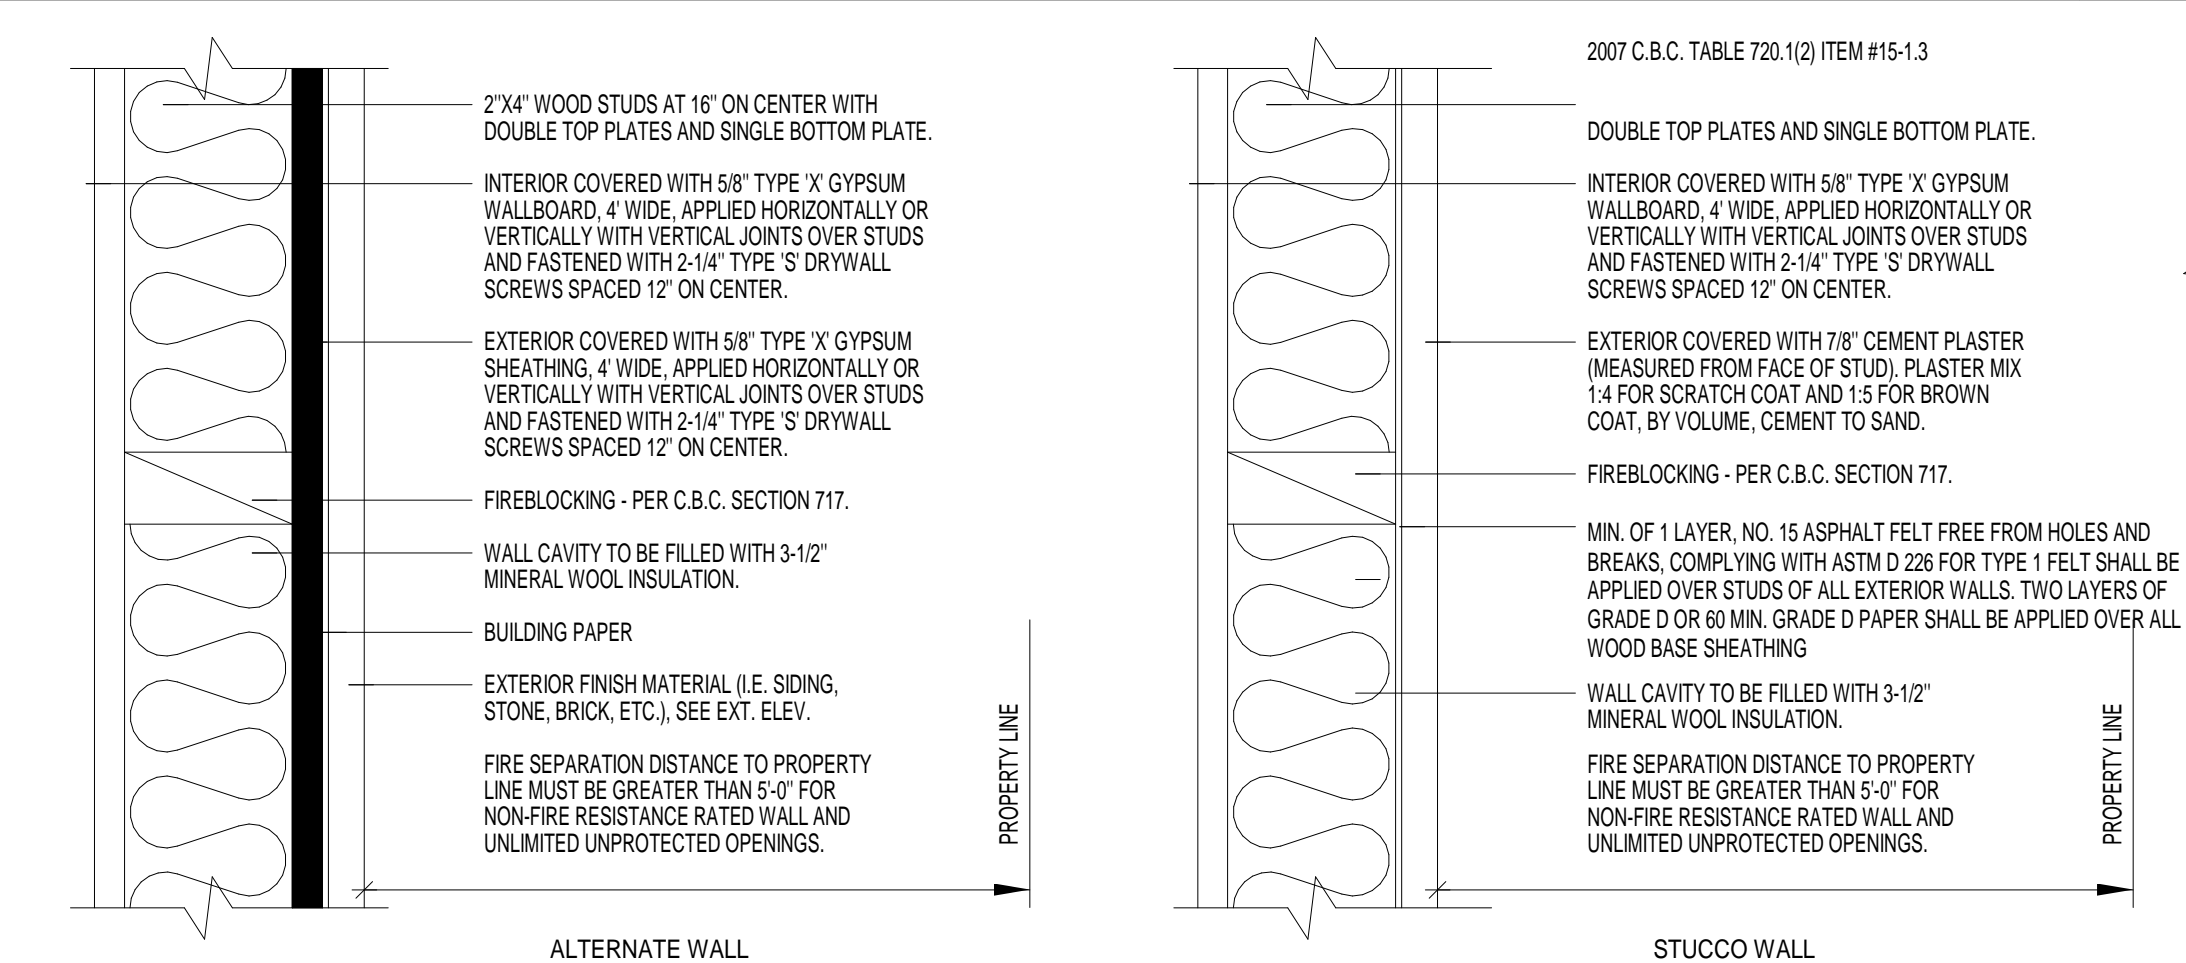 2"X4" WOOD STUDS AT 16" ON CENTER WITH
DOUBLE TOP PLATES AND SINGLE BOTTOM PLATE.
INTERIOR COVERED WITH 5/8" TYPE 'X' GYPSUM
WALLBOARD, 4' WIDE, APPLIED HORIZONTALLY OR
VERTICALLY WITH VERTICAL JOINTS OVER STUDS
AND FASTENED WITH 2-1/4" TYPE 'S' DRYWALL
SCREWS SPACED 12" ON CENTER.
EXTERIOR COVERED WITH 5/8" TYPE 'X' GYPSUM
SHEATHING, 4' WIDE, APPLIED HORIZONTALLY OR
VERTICALLY WITH VERTICAL JOINTS OVER STUDS
AND FASTENED WITH 2-1/4" TYPE 'S' DRYWALL
SCREWS SPACED 12" ON CENTER.
FIREBLOCKING - PER C.B.C. SECTION 717.
WALL CAVITY TO BE FILLED WITH 3-1/2"
MINERAL WOOL INSULATION.
BUILDING PAPER
EXTERIOR FINISH MATERIAL (I.E. SIDING,
STONE, BRICK, ETC.), SEE EXT. ELEV.
FIRE SEPARATION DISTANCE TO PROPERTY
LINE MUST BE GREATER THAN 5'-0" FOR
NON-FIRE RESISTANCE RATED WALL AND
UNLIMITED UNPROTECTED OPENINGS.
PROPERTY LINE
ALTERNATE WALL
2007 C.B.C. TABLE 720.1(2) ITEM #15-1.3
DOUBLE TOP PLATES AND SINGLE BOTTOM PLATE.
INTERIOR COVERED WITH 5/8" TYPE 'X' GYPSUM
WALLBOARD, 4' WIDE, APPLIED HORIZONTALLY OR
VERTICALLY WITH VERTICAL JOINTS OVER STUDS
AND FASTENED WITH 2-1/4" TYPE 'S' DRYWALL
SCREWS SPACED 12" ON CENTER.
EXTERIOR COVERED WITH 7/8" CEMENT PLASTER
(MEASURED FROM FACE OF STUD). PLASTER MIX
1:4 FOR SCRATCH COAT AND 1:5 FOR BROWN
COAT, BY VOLUME, CEMENT TO SAND.
FIREBLOCKING - PER C.B.C. SECTION 717.
MIN. OF 1 LAYER, NO. 15 ASPHALT FELT FREE FROM HOLES AND
BREAKS, COMPLYING WITH ASTM D 226 FOR TYPE 1 FELT SHALL BE
APPLIED OVER STUDS OF ALL EXTERIOR WALLS. TWO LAYERS OF
GRADE D OR 60 MIN. GRADE D PAPER SHALL BE APPLIED OVER ALL
WOOD BASE SHEATHING
WALL CAVITY TO BE FILLED WITH 3-1/2"
MINERAL WOOL INSULATION.
FIRE SEPARATION DISTANCE TO PROPERTY
LINE MUST BE GREATER THAN 5'-0" FOR
NON-FIRE RESISTANCE RATED WALL AND
UNLIMITED UNPROTECTED OPENINGS.
PROPERTY LINE
STUCCO WALL